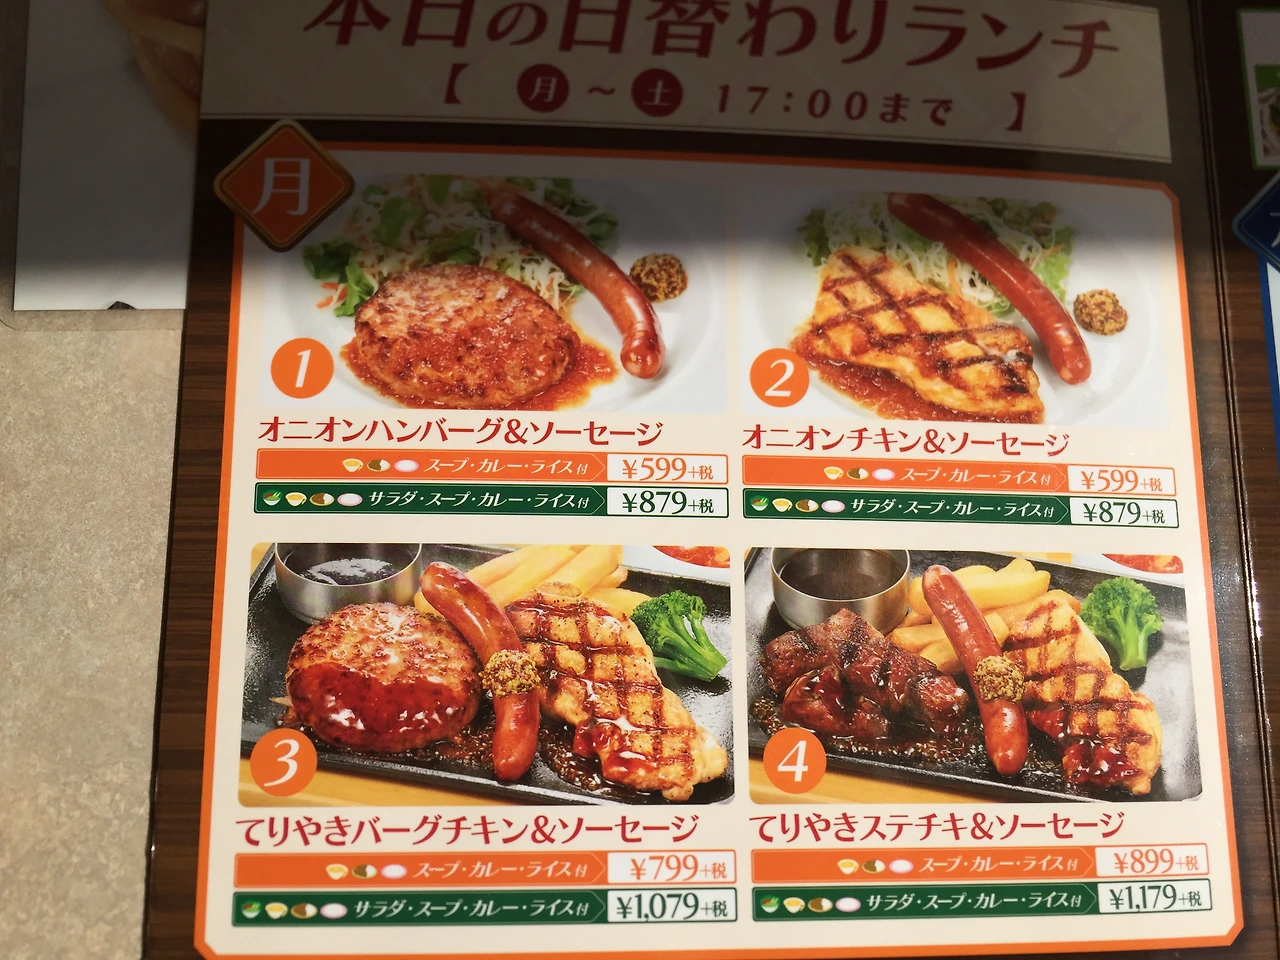 本日の日替わりランチ
【 月 ~ 土 17:00まで 】
月
1
オニオンハンバーグ&ソーセージ
スープ・カレー・ライス付 ¥599+税
サラダ・スープ・カレー・ライス付 ¥879+税
2
オニオンチキン&ソーセージ
スープ・カレー・ライス付 ¥599+税
サラダ・スープ・カレー・ライス付 ¥879+税
3
てりやきバーグチキン&ソーセージ
スープ・カレー・ライス付 ¥799+税
サラダ・スープ・カレー・ライス付 ¥1,079+税
4
てりやきステチキ&ソーセージ
スープ・カレー・ライス付 ¥899+税
サラダ・スープ・カレー・ライス付 ¥1,179+税